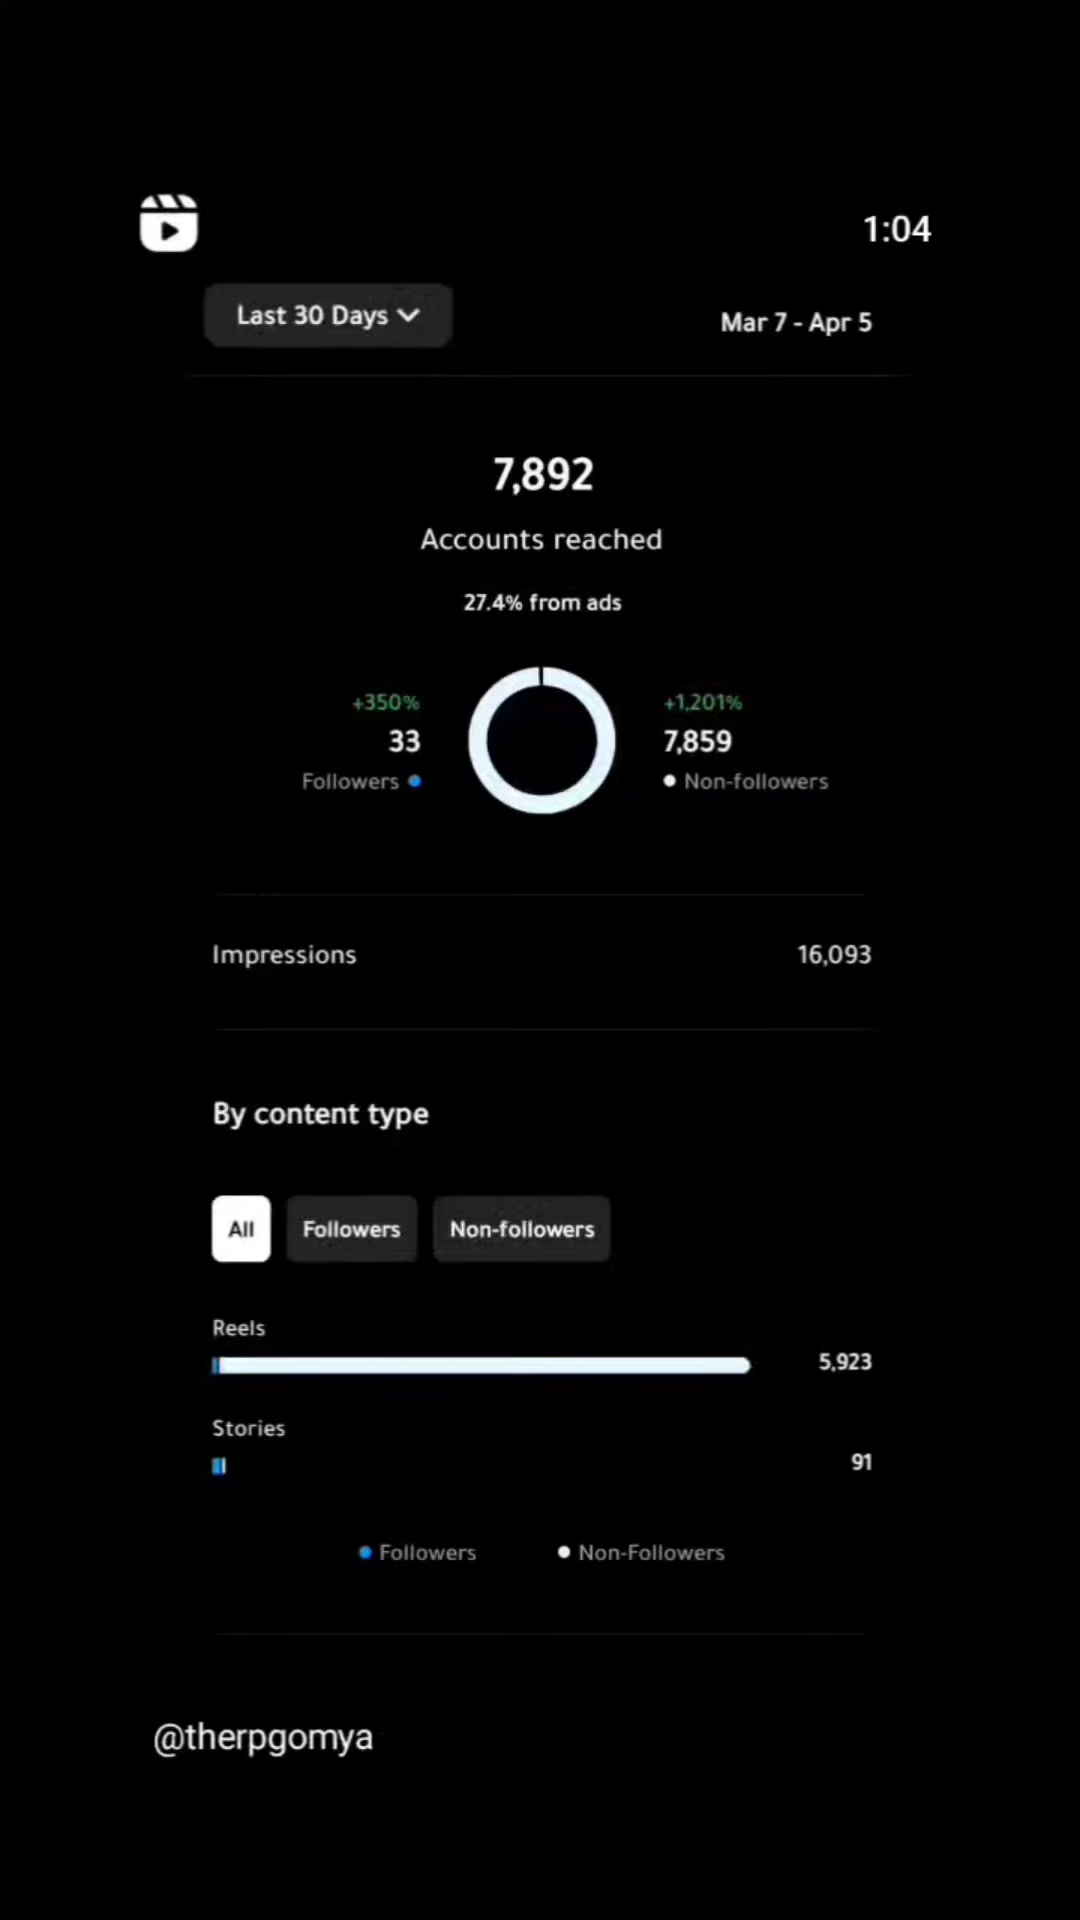 1:04
Last 30 Days
Mar 7 - Apr 5
7,892
Accounts reached
27.4% from ads
+350%
33
Followers
+1,201%
7,859
Non-followers
Impressions 16,093
By content type
All Followers Non-followers
Reels
5,923
Stories
91
Followers Non-Followers
@therpgomya